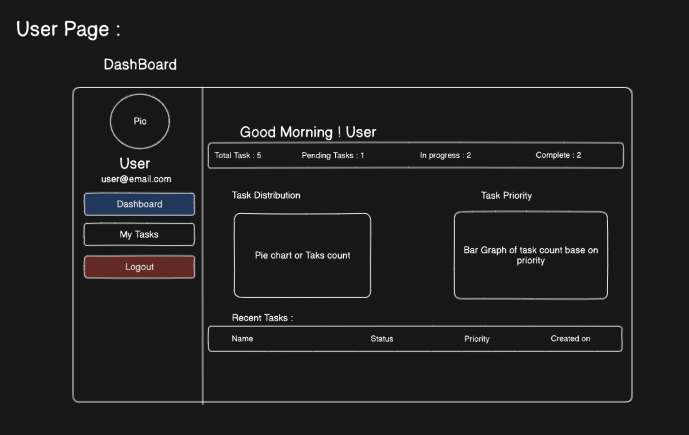 User Page :
DashBoard
Pic
User
user@email.com
Dashboard
My Tasks
Logout
Good Morning ! User
Total Task : 5 Pending Tasks : 1 In progress : 2 Complete : 2
Task Distribution
Pie chart or Taks count
Task Priority
Bar Graph of task count base on
priority
Recent Tasks :
Name Status Priority Created on